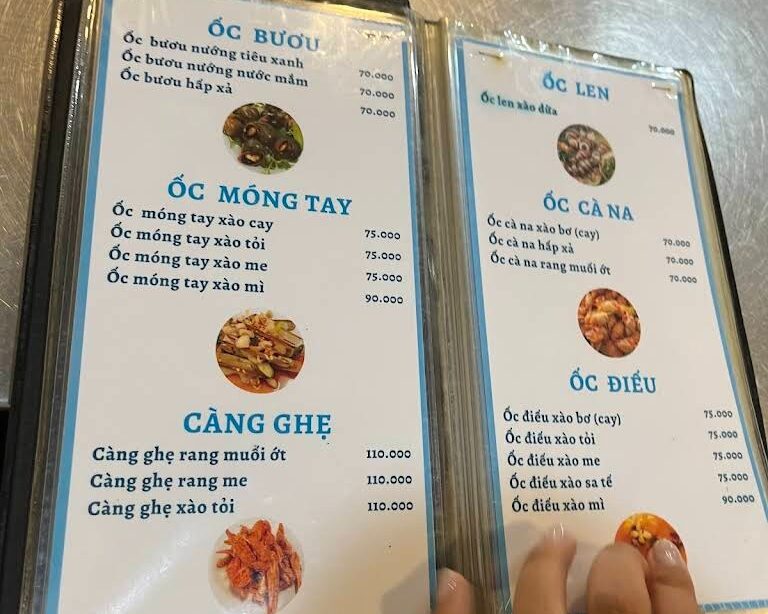 ỐC BƯƠU
Ốc bươu nướng tiêu xanh 70.000
Ốc bươu nướng nước mắm 70.000
Ốc bươu hấp xả 70.000
ỐC MÓNG TAY
Ốc móng tay xào cay 75.000
Ốc móng tay xào tỏi 75.000
Ốc móng tay xào me 75.000
Ốc móng tay xào mì 90.000
CÀNG GHẸ
Càng ghẹ rang muối ớt 110.000
Càng ghẹ rang me 110.000
Càng ghẹ xào tỏi 110.000
ỐC LEN
Ốc len xào dừa 70.000
ỐC CÀ NA
Ốc cà na xào bơ (cay) 70.000
Ốc cà na hấp xả 70.000
Ốc cà na rang muối ớt 70.000
ỐC ĐIẾU
Ốc điếu xào bơ (cay) 75.000
Ốc điếu xào tỏi 75.000
Ốc điếu xào me 75.000
Ốc điếu xào sa tế 75.000
Ốc điếu xào mì 90.000